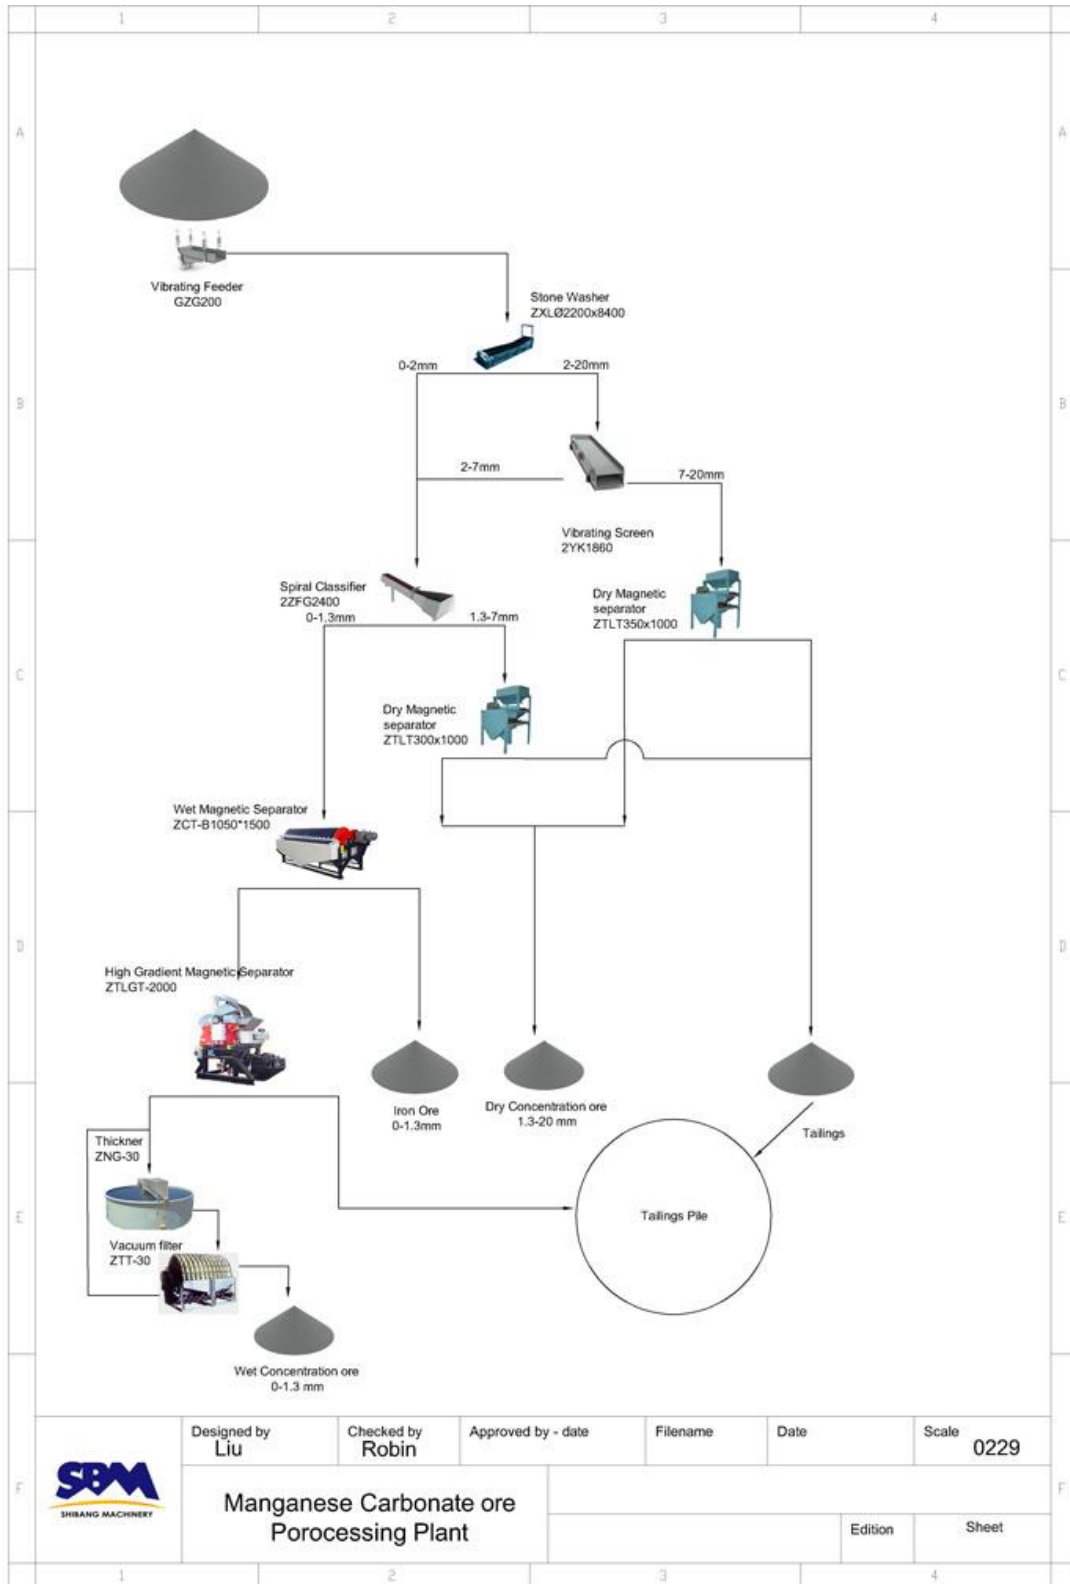 1 2 3 4
A A
Vibrating Feeder
GZG200
Stone Washer
ZXLØ2200x8400
0-2mm 2-20mm
B B
2-7mm 7-20mm
Vibrating Screen
2YK1860
Spiral Classifier
2ZFG2400
0-1.3mm 1.3-7mm
Dry Magnetic
separator
ZTLT350x1000
C C
Dry Magnetic
separator
ZTLT300x1000
Wet Magnetic Separator
ZCT-B1050*1500
D D
High Gradient Magnetic Separator
ZTLGT-2000
Iron Ore
0-1.3mm
Dry Concentration ore
1.3-20 mm
Tailings
Thickner
ZNG-30
E E
Tailings Pile
Vacuum filter
ZTT-30
Wet Concentration ore
0-1.3 mm
Designed by
Liu
Checked by
Robin
Approved by - date
Filename
Date
Scale
0229
F F
SBM
SHIBANG MACHINERY
Manganese Carbonate ore
Porocessing Plant
Edition
Sheet
1 2 3 4